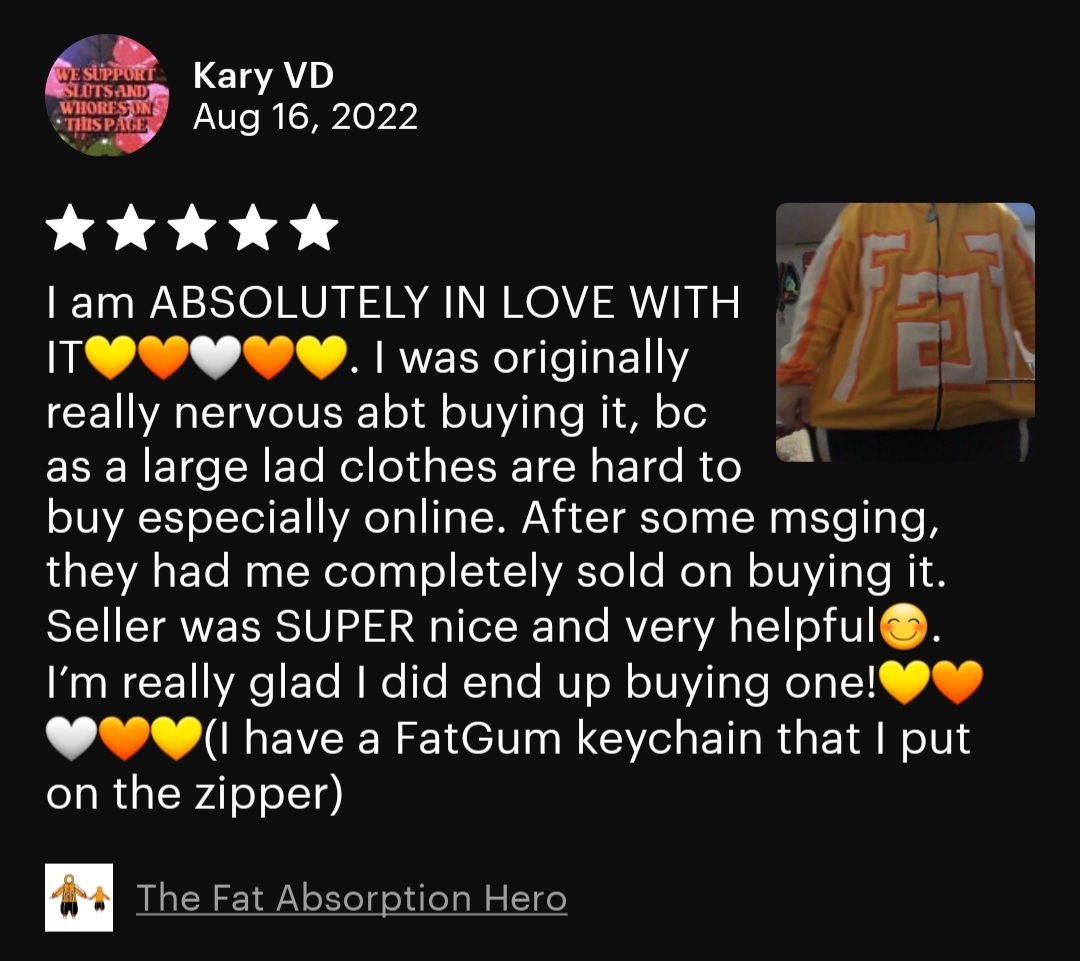 WE SUPPORT
SLUTS AND
WHORES ON
THIS PAGE
Kary VD
Aug 16, 2022
I am ABSOLUTELY IN LOVE WITH
IT💛🧡🤍🧡💛. I was originally
really nervous abt buying it, bc
as a large lad clothes are hard to
buy especially online. After some msging,
they had me completely sold on buying it.
Seller was SUPER nice and very helpful😊.
I’m really glad I did end up buying one!💛🧡
🤍🧡💛(I have a FatGum keychain that I put
on the zipper)
FaT
The Fat Absorption Hero